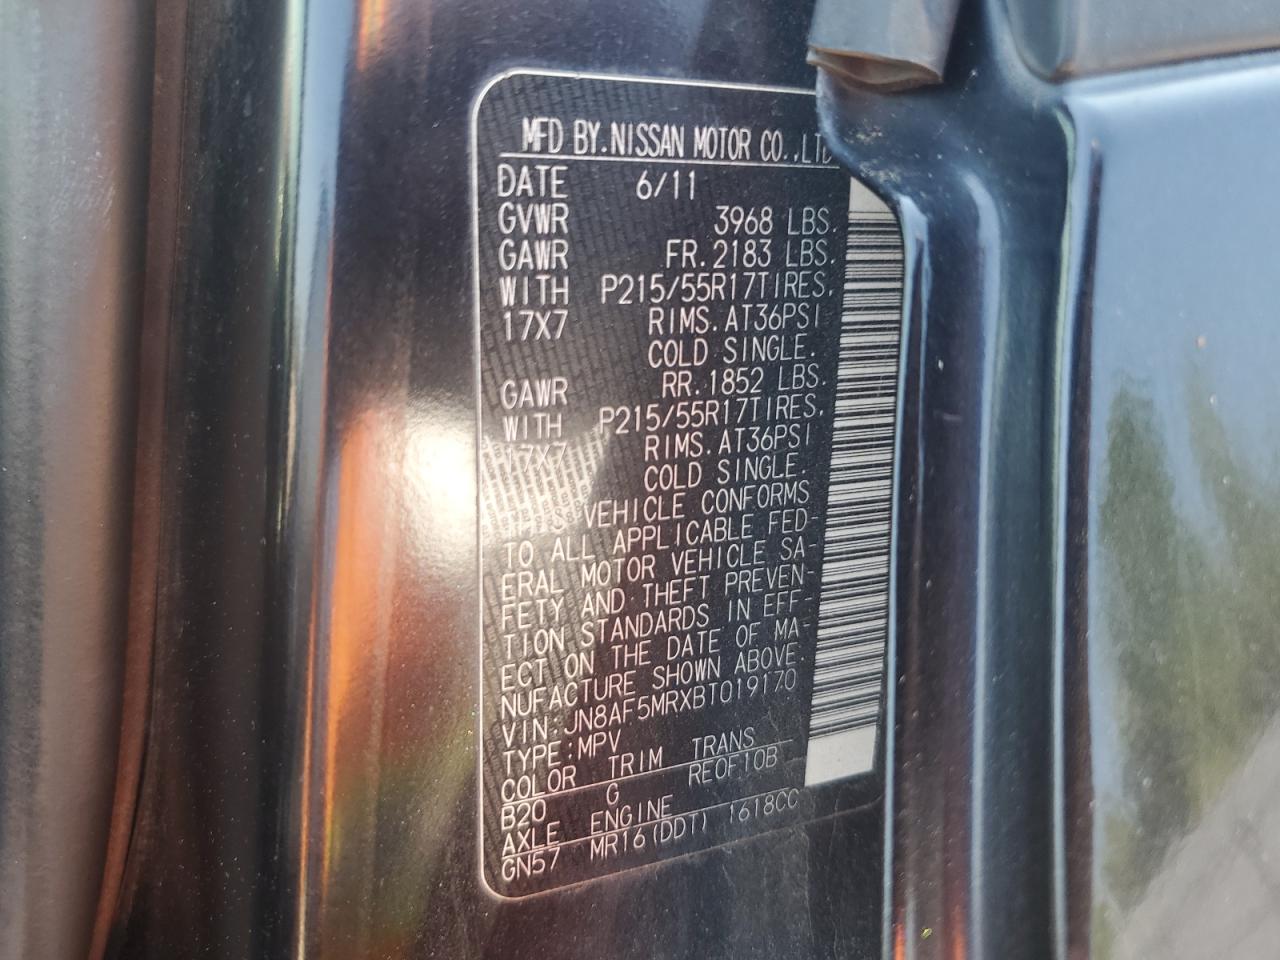 MFD BY.NISSAN MOTOR CO.,LTD
DATE 6/11
GVWR 3968 LBS.
GAWR FR.2183 LBS.
WITH P215/55R17TIRES,
17X7 RIMS.AT36PSI
COLD SINGLE.
GAWR RR.1852 LBS.
WITH P215/55R17TIRES,
17X7 RIMS.AT36PSI
COLD SINGLE.
THIS VEHICLE CONFORMS
TO ALL APPLICABLE FED-
ERAL MOTOR VEHICLE SA-
FETY AND THEFT PREVEN-
TION STANDARDS IN EFF-
ECT ON THE DATE OF MA-
NUFACTURE SHOWN ABOVE.
VIN:JN8AF5MRXBT019170
TYPE:MPV
COLOR TRIM TRANS
B20 G RE0F10B
AXLE ENGINE
GN57 MR16(DDT) 1618CC